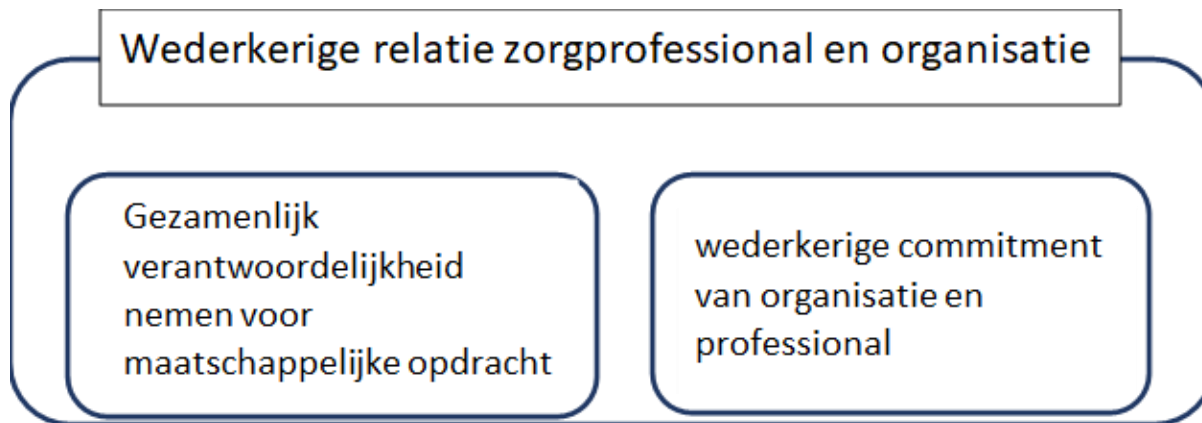 Wederkerige relatie zorgprofessional en organisatie
Gezamenlijk
verantwoordelijkheid
nemen voor
maatschappelijke opdracht
wederkerige commitment
van organisatie en
professional